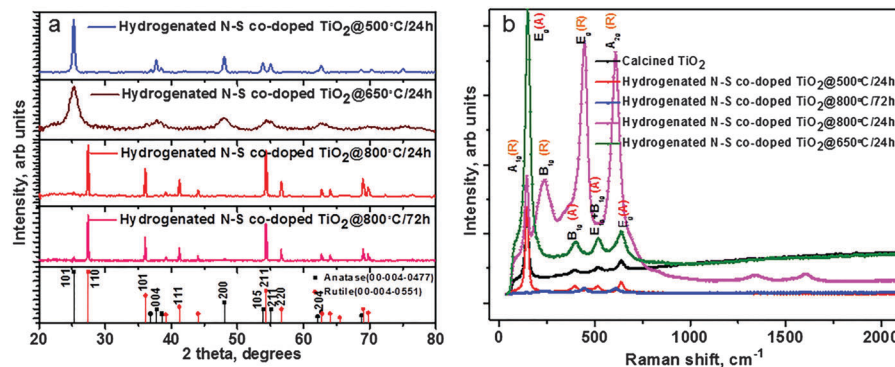 a
Hydrogenated N-S co-doped TiO2@500°C/24h
Hydrogenated N-S co-doped TiO2@650°C/24h
Hydrogenated N-S co-doped TiO2@800°C/24h
Hydrogenated N-S co-doped TiO2@800°C/72h
Intensity, arb units
101
110
101
004
111
200
105
211
211
220
204
Anatase(00-004-0477)
Rutile(00-004-0551)
20 30 40 50 60 70 80
2 theta, degrees
b
Eg(A)
Eg(R)
A1g(R)
B1g(R)
B1g(A)
Eg+B1g(A)
Eg(A)
Calcined TiO2
Hydrogenated N-S co-doped TiO2@500°C/24h
Hydrogenated N-S co-doped TiO2@800°C/72h
Hydrogenated N-S co-doped TiO2@800°C/24h
Hydrogenated N-S co-doped TiO2@650°C/24h
Intensity, arb units
0 500 1000 1500 2000
Raman shift, cm-1